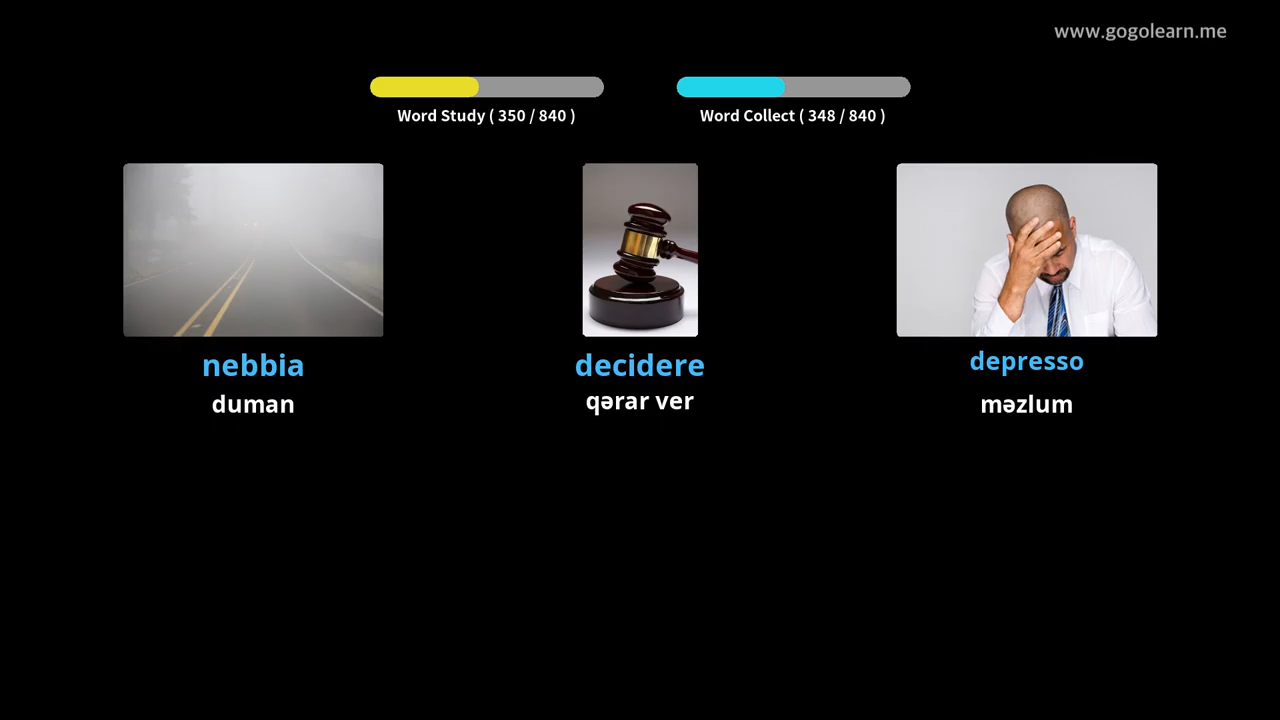 www.gogolearn.me
Word Study ( 350 / 840 )
Word Collect ( 348 / 840 )
nebbia
duman
decidere
qərar ver
depresso
məzlum